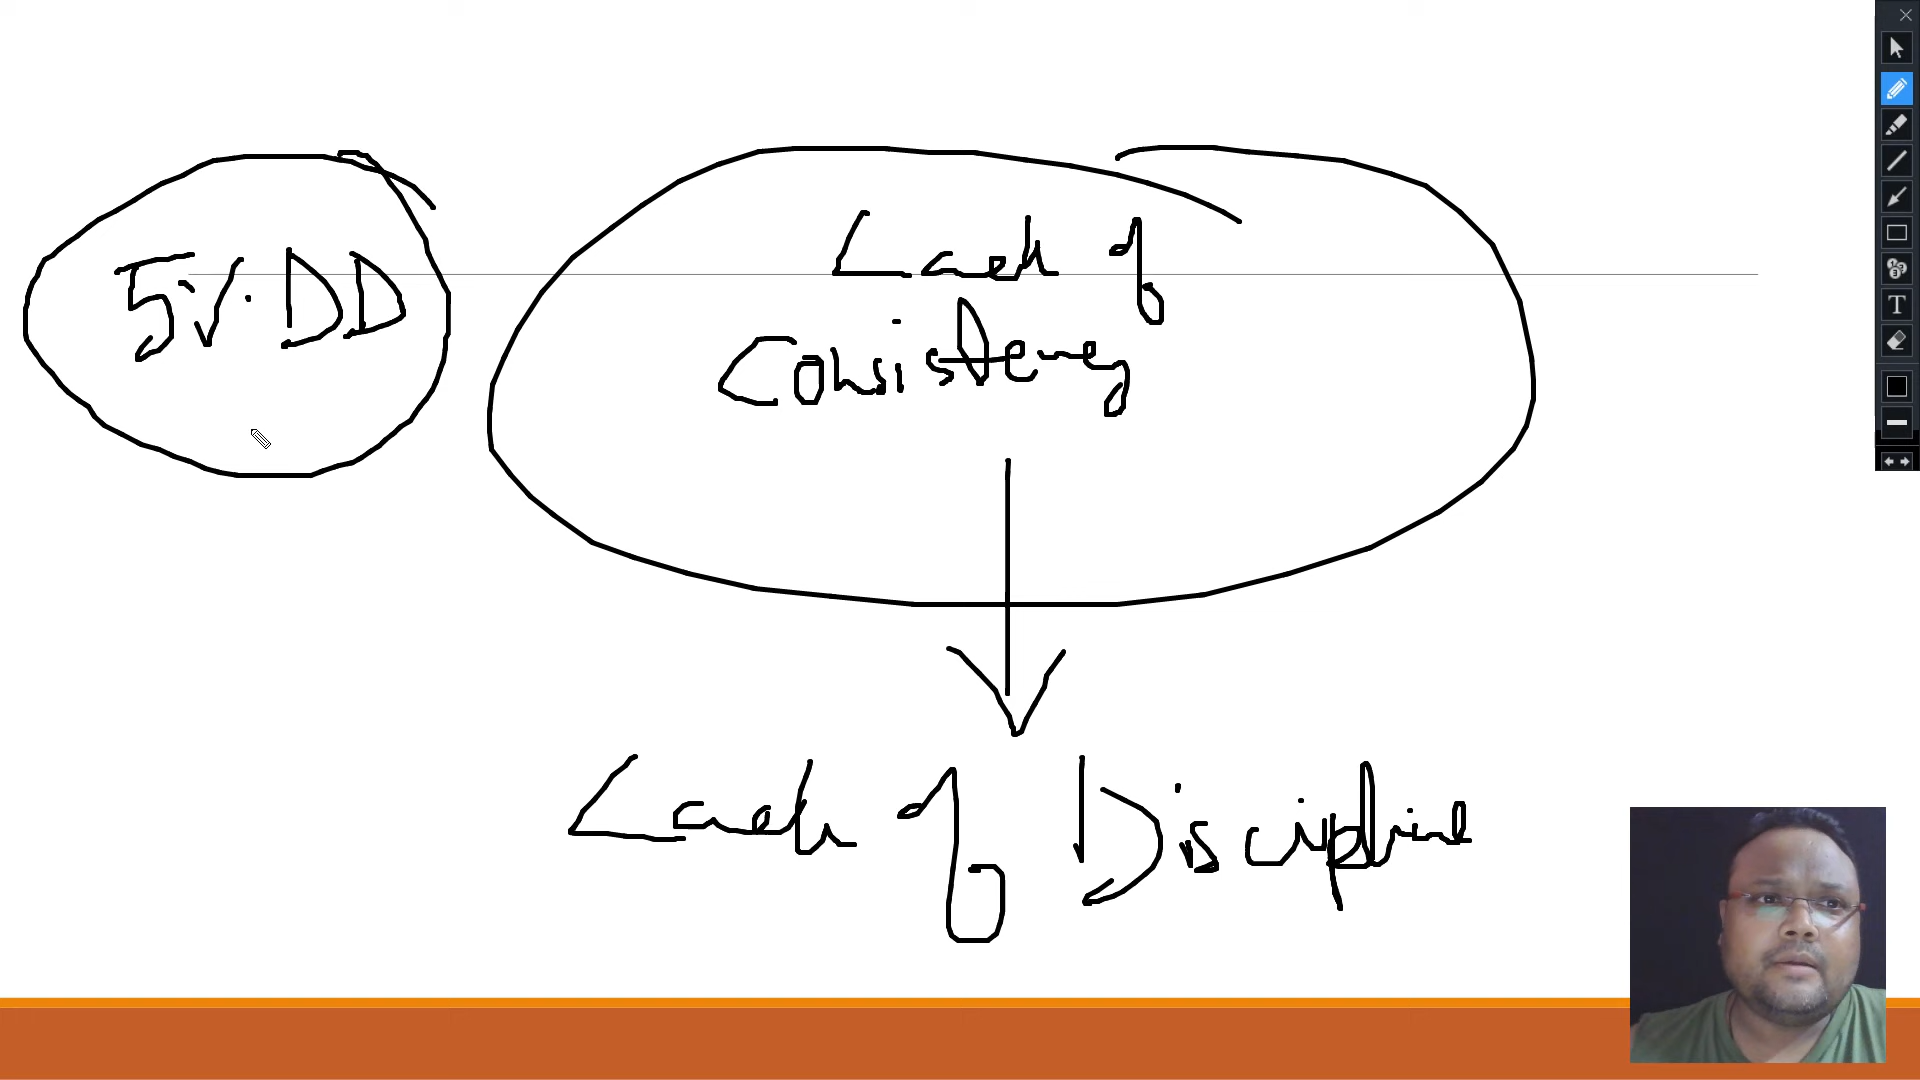 5% DD
Lack of
Consistency
Lack of Discipline
T